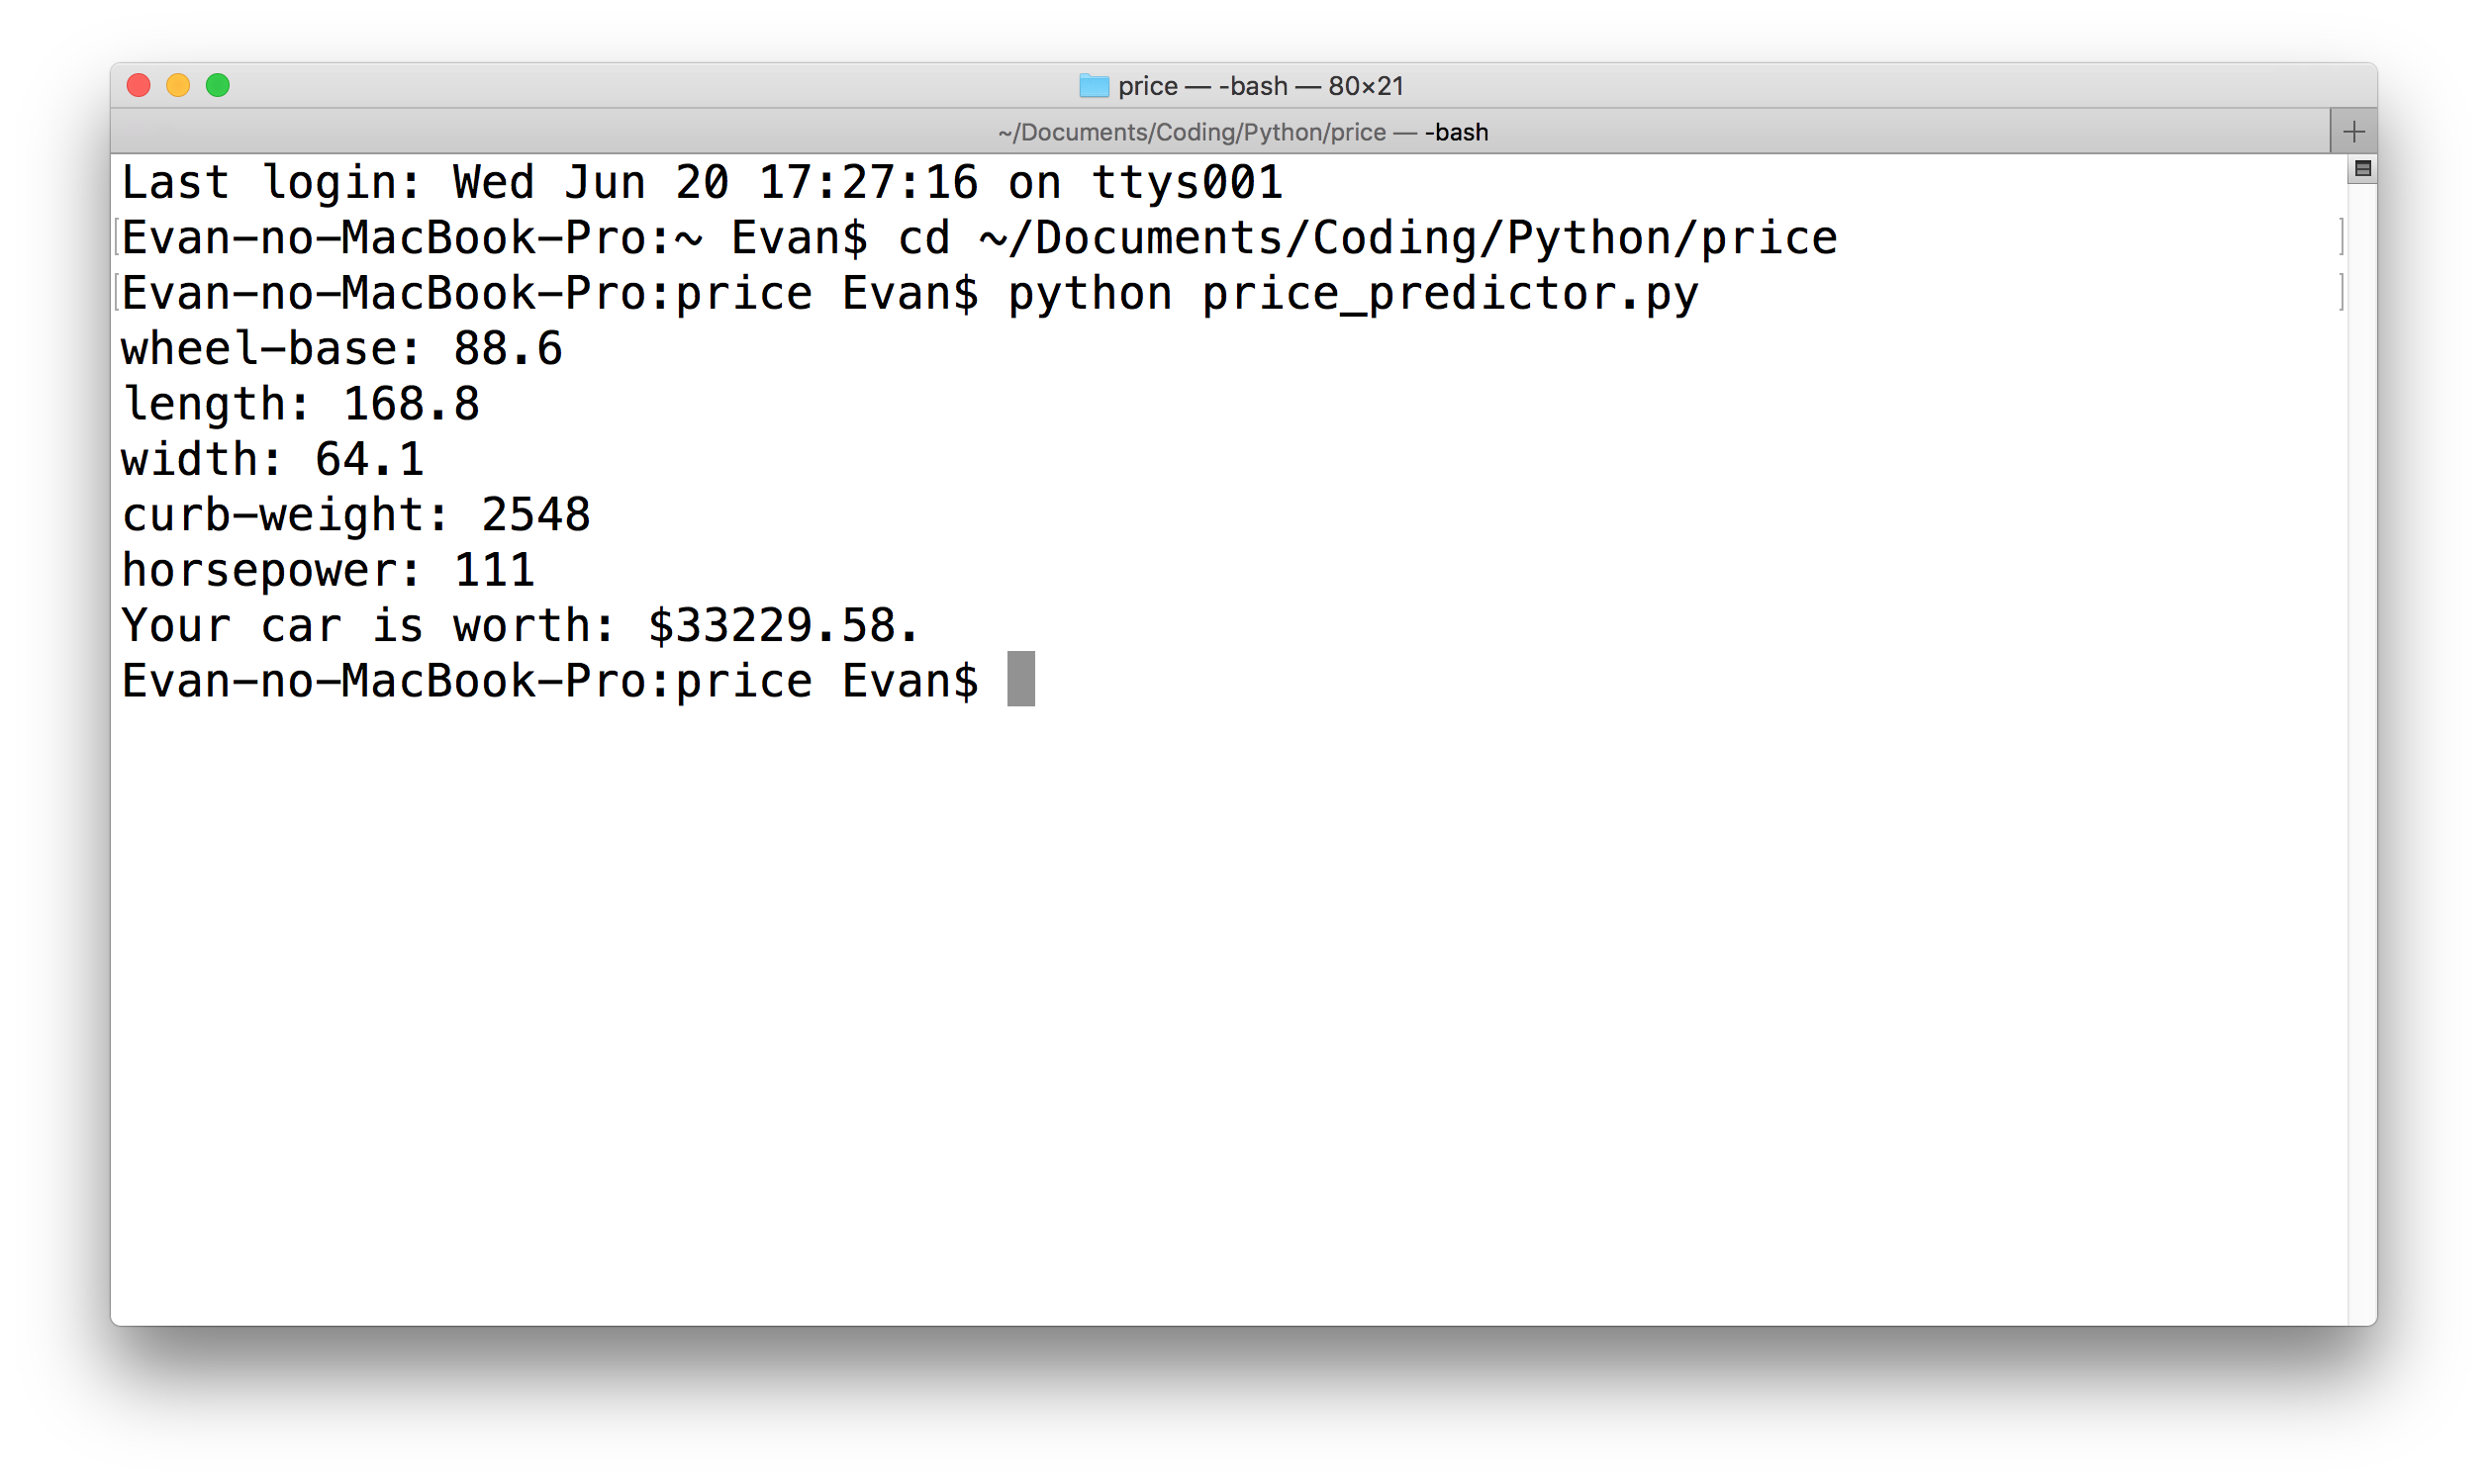 price — -bash — 80×21
~/Documents/Coding/Python/price — -bash
Last login: Wed Jun 20 17:27:16 on ttys001
Evan-no-MacBook-Pro:~ Evan$ cd ~/Documents/Coding/Python/price
Evan-no-MacBook-Pro:price Evan$ python price_predictor.py
wheel-base: 88.6
length: 168.8
width: 64.1
curb-weight: 2548
horsepower: 111
Your car is worth: $33229.58.
Evan-no-MacBook-Pro:price Evan$